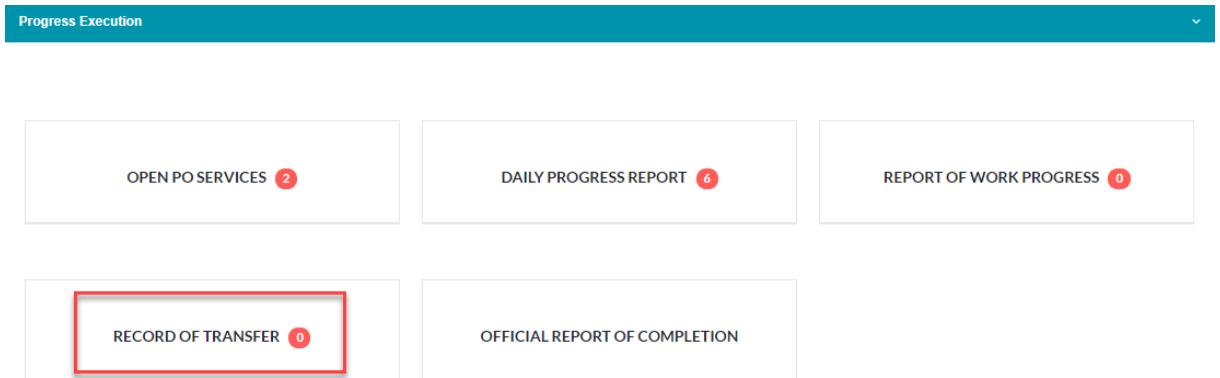 Progress Execution
OPEN PO SERVICES 2
DAILY PROGRESS REPORT 6
REPORT OF WORK PROGRESS 0
RECORD OF TRANSFER 0
OFFICIAL REPORT OF COMPLETION